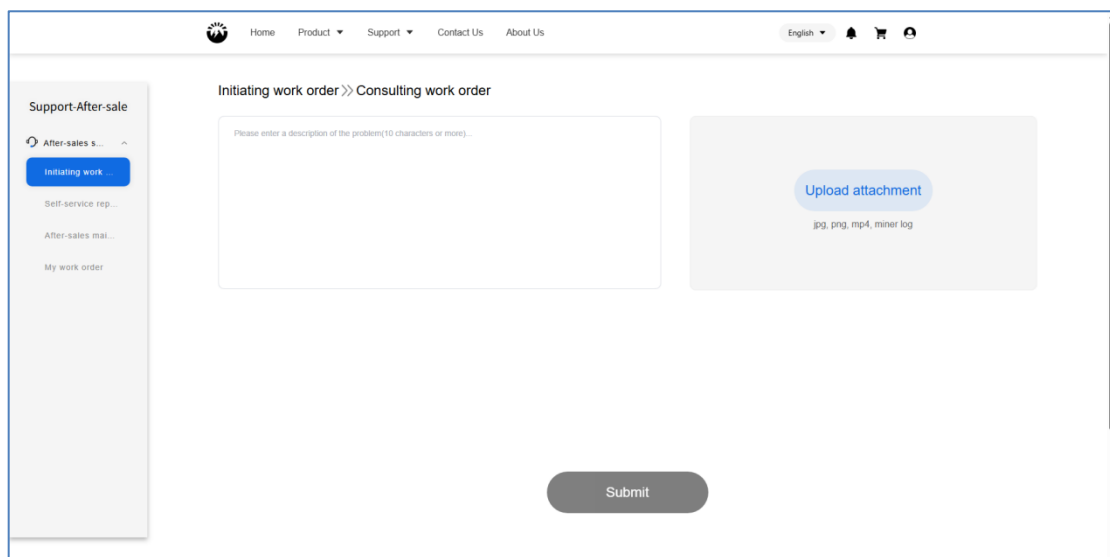 Home Product Support Contact Us About Us English
Support-After-sale
After-sales s...
Initiating work ...
Self-service rep...
After-sales mai...
My work order
Initiating work order >> Consulting work order
Please enter a description of the problem(10 characters or more)...
Upload attachment
jpg, png, mp4, miner log
Submit